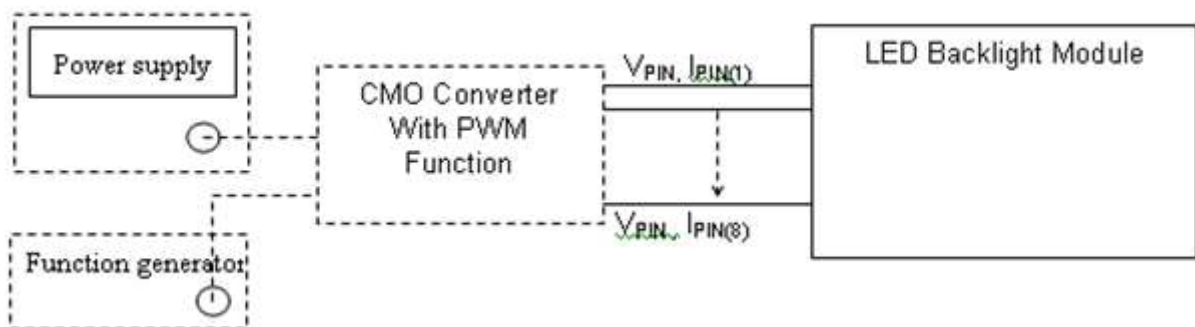 Power supply
CMO Converter
With PWM
Function
V_PIN, I_PIN(1)
LED Backlight Module
V_PIN, I_PIN(8)
Function generator